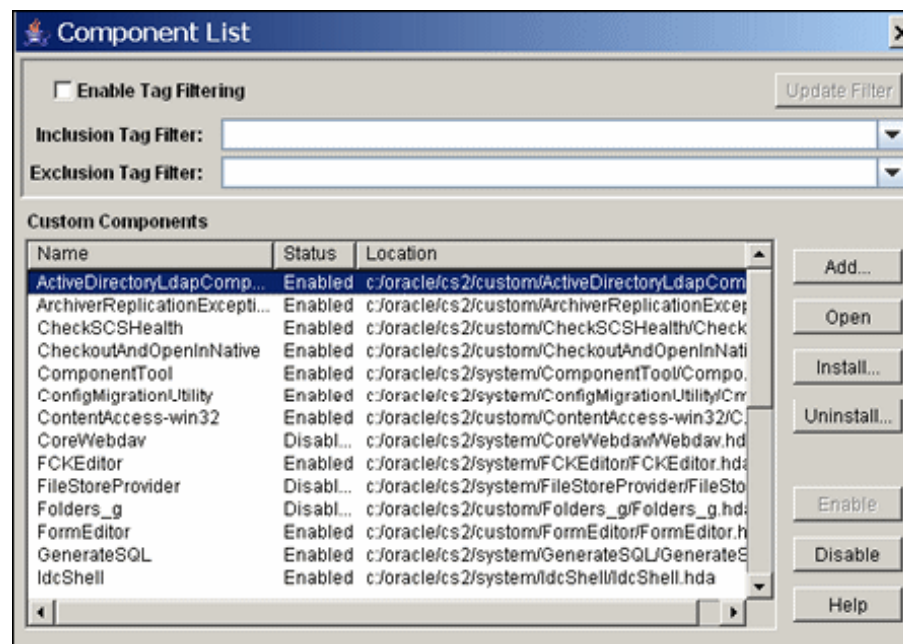 Component List
Enable Tag Filtering
Update Filter
Inclusion Tag Filter:
Exclusion Tag Filter:
Custom Components
Name Status Location
ActiveDirectoryLdapComp... Enabled c:/oracle/cs2/custom/ActiveDirectoryLdapCom
ArchiverReplicationExcepti... Enabled c:/oracle/cs2/custom/ArchiverReplicationExcep
CheckSCSHealth Enabled c:/oracle/cs2/custom/CheckSCSHealth/Check
CheckoutAndOpenInNative Enabled c:/oracle/cs2/custom/CheckoutAndOpenInNati
ComponentTool Enabled c:/oracle/cs2/system/ComponentTool/Compo.
ConfigMigrationUtility Enabled c:/oracle/cs2/system/ConfigMigrationUtility/Cm
ContentAccess-win32 Enabled c:/oracle/cs2/custom/ContentAccess-win32/C.
CoreWebdav Disabl... c:/oracle/cs2/system/CoreWebdav/Webdav.hd
FCKEditor Enabled c:/oracle/cs2/system/FCKEditor/FCKEditor.hda
FileStoreProvider Disabl... c:/oracle/cs2/system/FileStoreProvider/FileSto
Folders_g Disabl... c:/oracle/cs2/custom/Folders_g/Folders_g.hda
FormEditor Enabled c:/oracle/cs2/custom/FormEditor/FormEditor.h
GenerateSQL Enabled c:/oracle/cs2/system/GenerateSQL/GenerateS
IdcShell Enabled c:/oracle/cs2/system/IdcShell/IdcShell.hda
Add...
Open
Install...
Uninstall...
Enable
Disable
Help